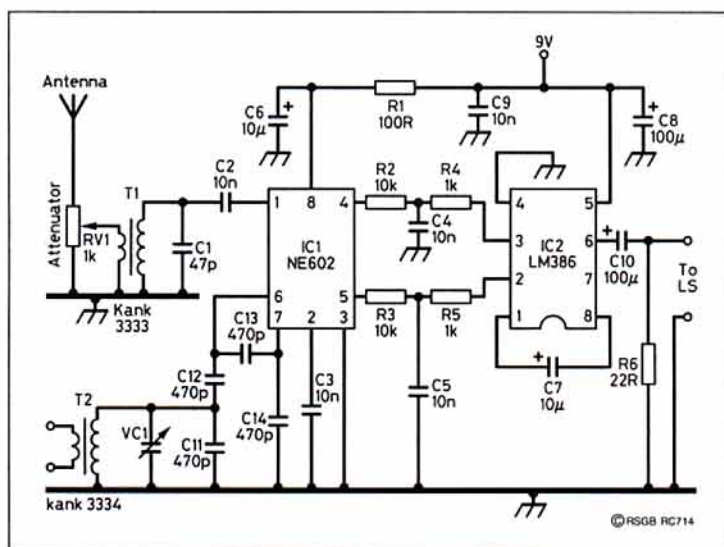 9V
Antenna
C6
10µ
+
R1
100R
C9
10n
+
C8
100µ
Attenuator
RV1
1k
T1
C2
10n
C1
47p
Kank
3333
1
8
4
IC1
NE602
6
5
7
2
3
R2
10k
R4
1k
C4
10n
R3
10k
R5
1k
4
5
3
6
IC2
LM386
2
7
1
8
+
C10
100µ
To
LS
R6
22R
+
C7
10µ
C13
470p
C12
470p
C14
470p
C3
10n
C5
10n
T2
VC1
C11
470p
kank 3334
©RSGB RC714